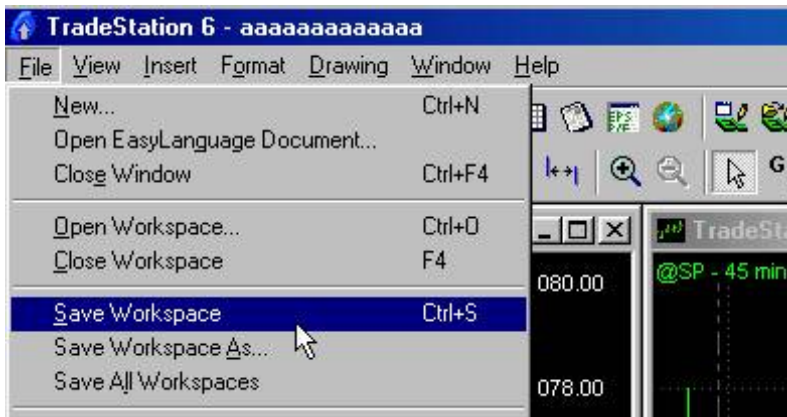 TradeStation 6 - aaaaaaaaaaaaaa
File View Insert Format Drawing Window Help
New... Ctrl+N
Open EasyLanguage Document...
Close Window Ctrl+F4
Open Workspace... Ctrl+O
Close Workspace F4
Save Workspace Ctrl+S
Save Workspace As...
Save All Workspaces
EPS
P/E
G
TradeSta
@SP - 45 min
080.00
078.00